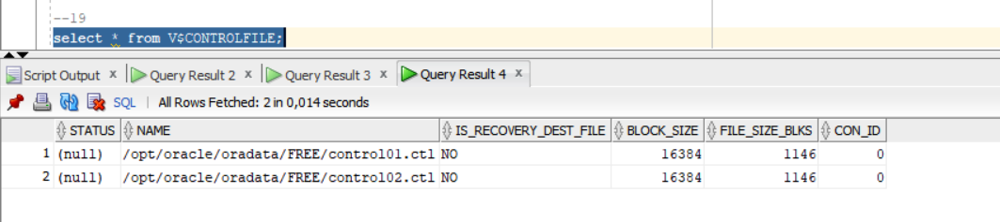 --19
select * from V$CONTROLFILE;
Script Output x Query Result 2 x Query Result 3 x Query Result 4 x
SQL | All Rows Fetched: 2 in 0,014 seconds
STATUS NAME IS_RECOVERY_DEST_FILE BLOCK_SIZE FILE_SIZE_BLKS CON_ID
1 (null) /opt/oracle/oradata/FREE/control01.ctl NO 16384 1146 0
2 (null) /opt/oracle/oradata/FREE/control02.ctl NO 16384 1146 0